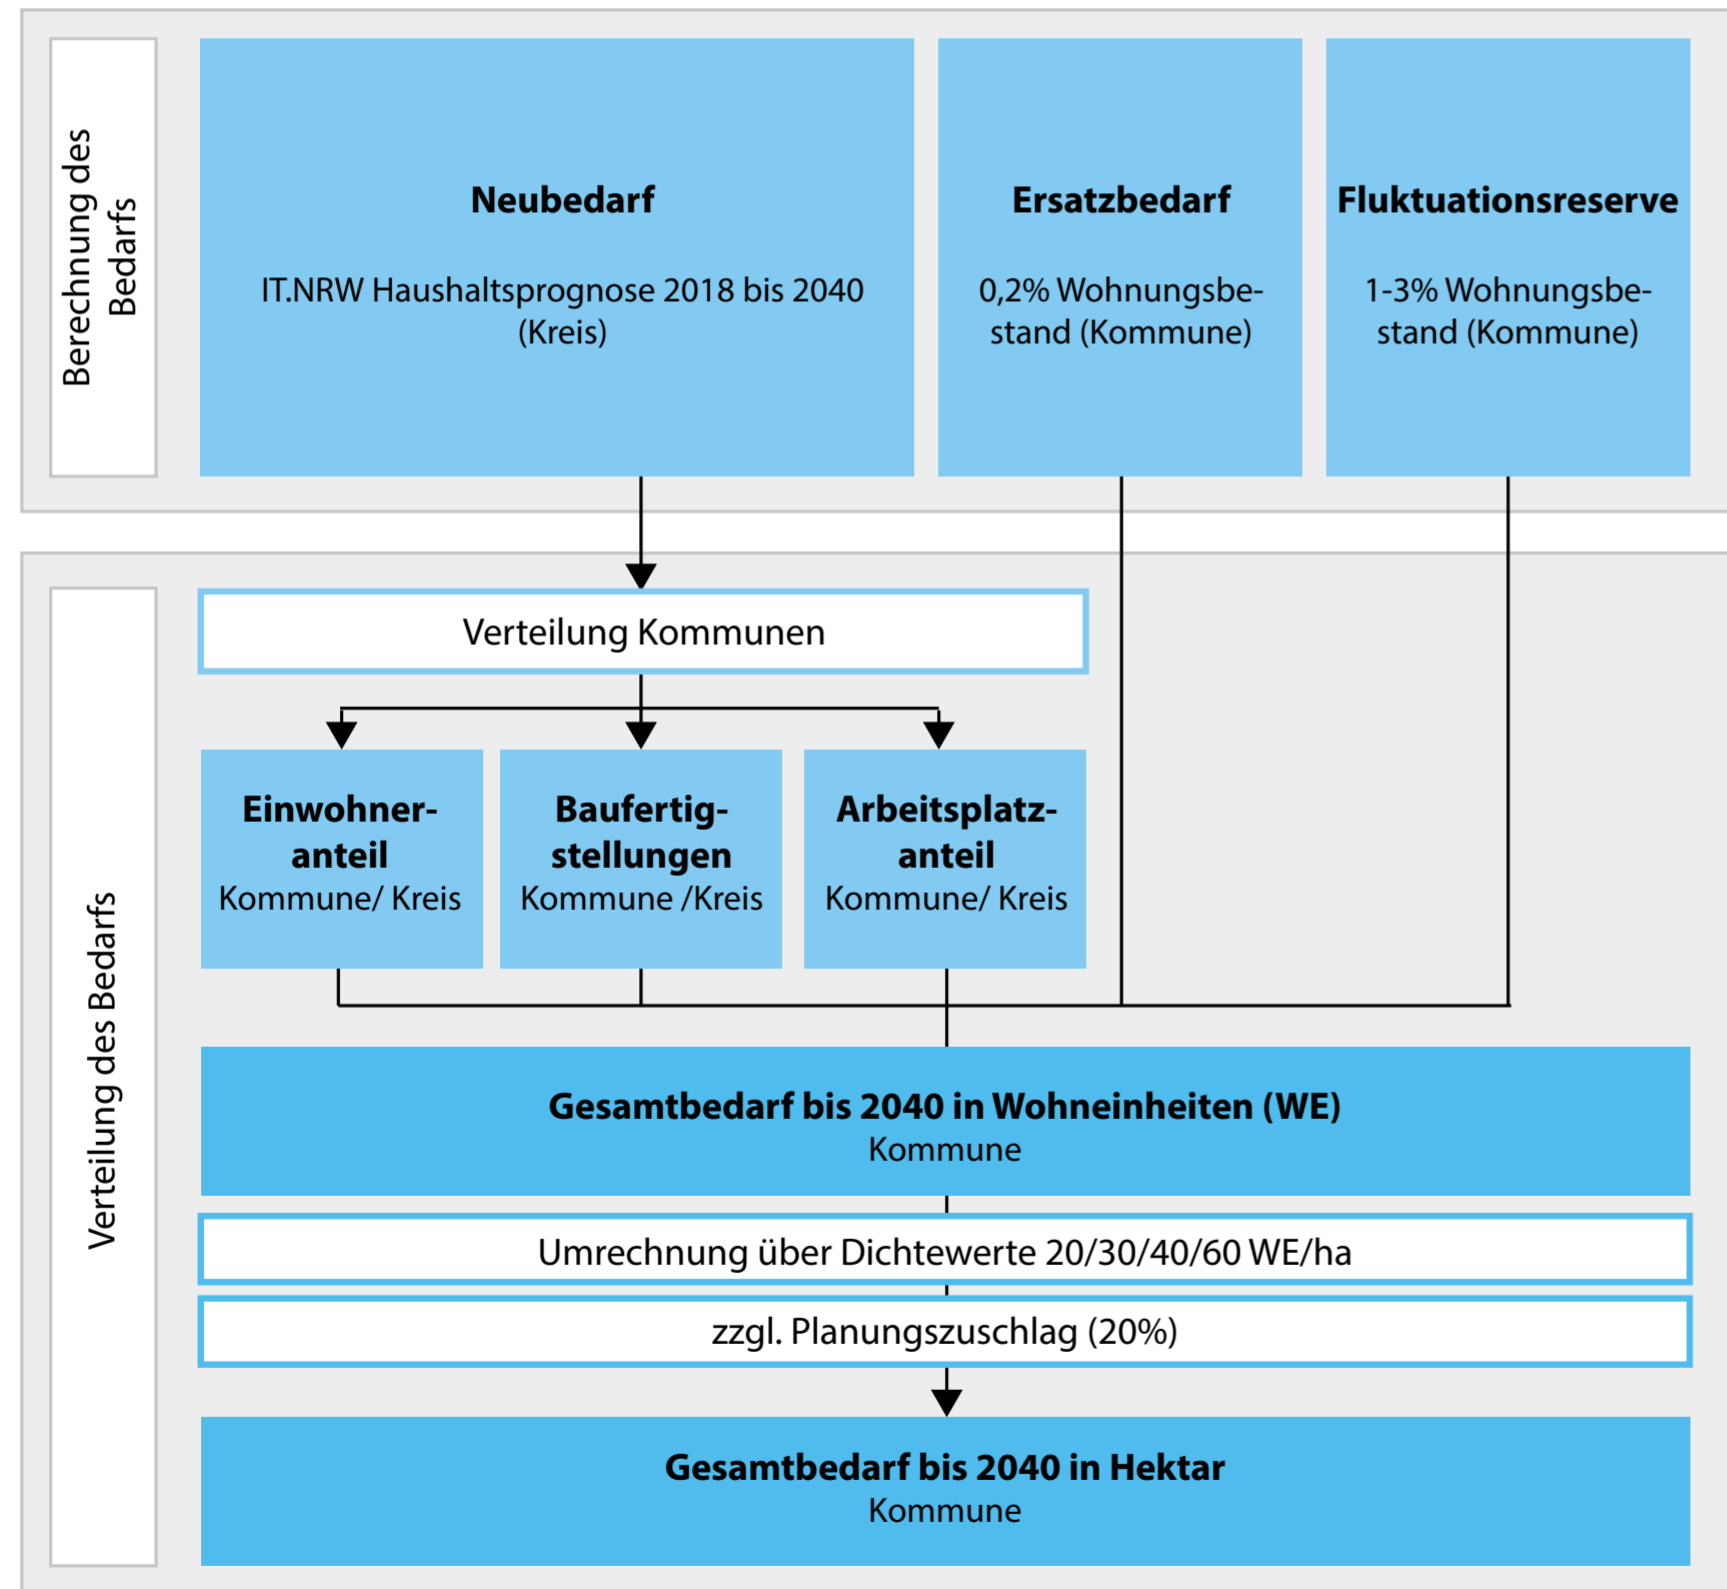 Berechnung des
Bedarfs
Neubedarf
IT.NRW Haushaltsprognose 2018 bis 2040
(Kreis)
Ersatzbedarf
0,2% Wohnungsbe-
stand (Kommune)
Fluktuationsreserve
1-3% Wohnungsbe-
stand (Kommune)
Verteilung des Bedarfs
Verteilung Kommunen
Einwohner-
anteil
Kommune/ Kreis
Baufertig-
stellungen
Kommune /Kreis
Arbeitsplatz-
anteil
Kommune/ Kreis
Gesamtbedarf bis 2040 in Wohneinheiten (WE)
Kommune
Umrechnung über Dichtewerte 20/30/40/60 WE/ha
zzgl. Planungszuschlag (20%)
Gesamtbedarf bis 2040 in Hektar
Kommune